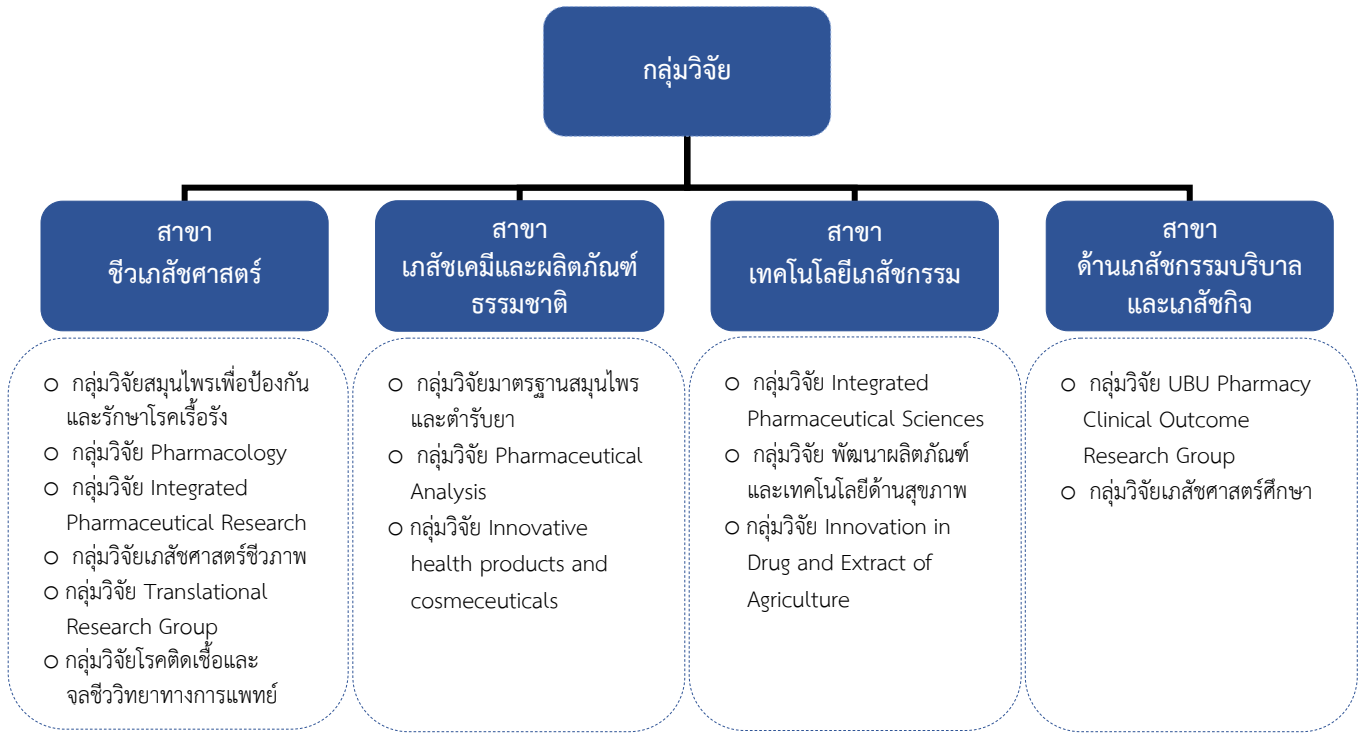 กลุ่มวิจัย
สาขา
ชีวเภสัชศาสตร์
สาขา
เภสัชเคมีและผลิตภัณฑ์
ธรรมชาติ
สาขา
เทคโนโลยีเภสัชกรรม
สาขา
ด้านเภสัชกรรมบริบาล
และเภสัชกิจ
กลุ่มวิจัยสมุนไพรเพื่อป้องกัน
และรักษาโรคเรื้อรัง
กลุ่มวิจัย Pharmacology
กลุ่มวิจัย Integrated
Pharmaceutical Research
กลุ่มวิจัยเภสัชศาสตร์ชีวภาพ
กลุ่มวิจัย Translational
Research Group
กลุ่มวิจัยโรคติดเชื้อและ
จลชีววิทยาทางการแพทย์
กลุ่มวิจัยมาตรฐานสมุนไพร
และตำรับยา
กลุ่มวิจัย Pharmaceutical
Analysis
กลุ่มวิจัย Innovative
health products and
cosmeceuticals
กลุ่มวิจัย Integrated
Pharmaceutical Sciences
กลุ่มวิจัย พัฒนาผลิตภัณฑ์
และเทคโนโลยีด้านสุขภาพ
กลุ่มวิจัย Innovation in
Drug and Extract of
Agriculture
กลุ่มวิจัย UBU Pharmacy
Clinical Outcome
Research Group
กลุ่มวิจัยเภสัชศาสตร์ศึกษา